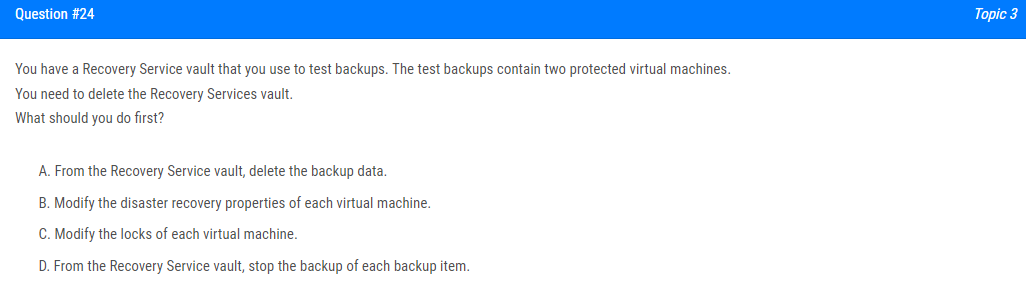 Question #24
Topic 3
You have a Recovery Service vault that you use to test backups. The test backups contain two protected virtual machines.
You need to delete the Recovery Services vault.
What should you do first?
A. From the Recovery Service vault, delete the backup data.
B. Modify the disaster recovery properties of each virtual machine.
C. Modify the locks of each virtual machine.
D. From the Recovery Service vault, stop the backup of each backup item.